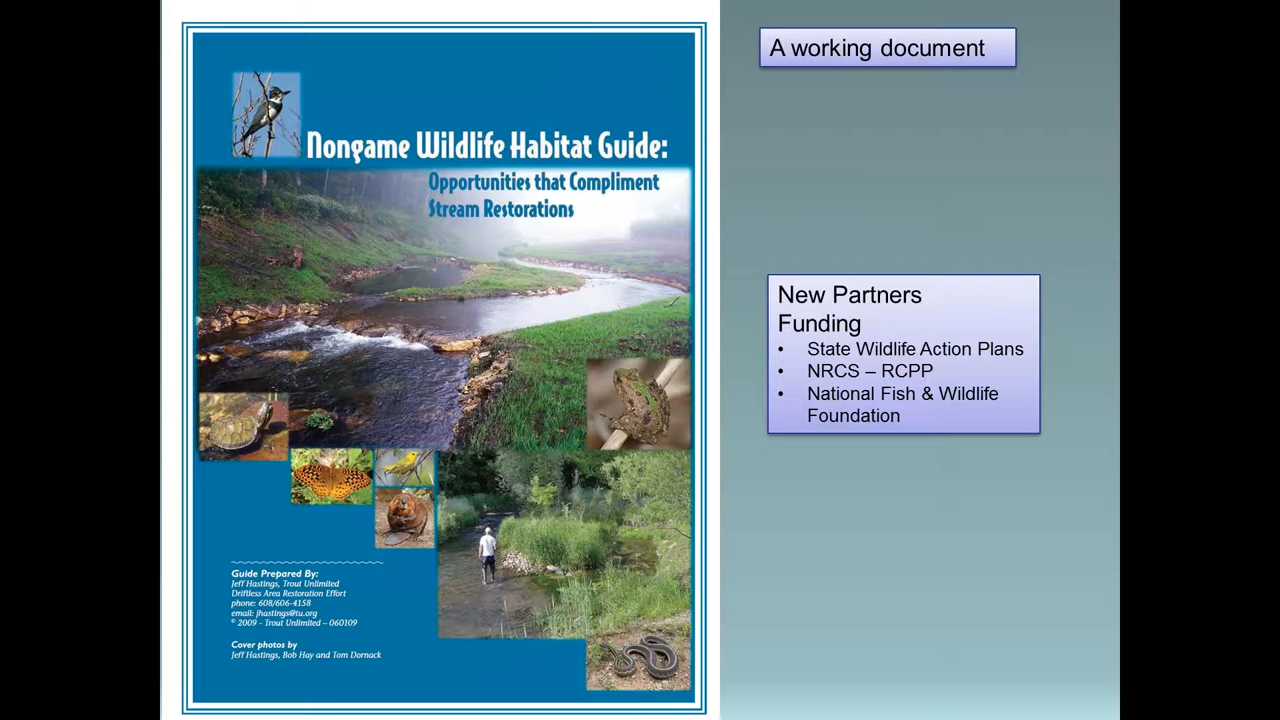 Nongame Wildlife Habitat Guide:
Opportunities that Compliment
Stream Restorations
Guide Prepared By:
Jeff Hastings, Trout Unlimited
Driftless Area Restoration Effort
phone: 608/606-4158
email: jhastings@tu.org
© 2009 - Trout Unlimited – 060109
Cover photos by
Jeff Hastings, Bob Hay and Tom Dornack
A working document
New Partners
Funding
• State Wildlife Action Plans
• NRCS – RCPP
• National Fish & Wildlife
Foundation